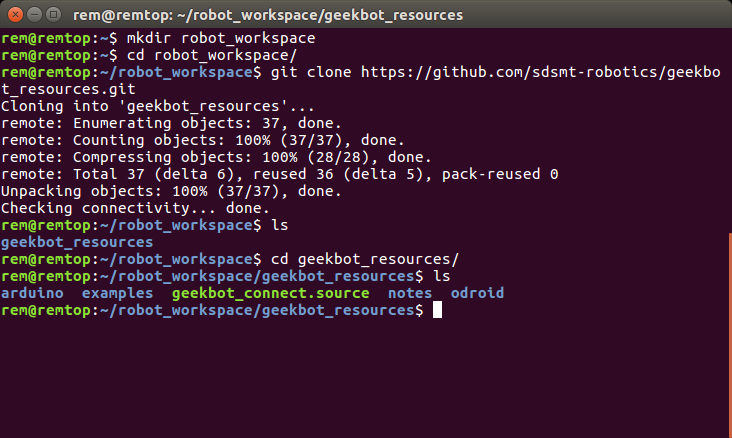 rem@remtop: ~/robot_workspace/geekbot_resources
rem@remtop:~$ mkdir robot_workspace
rem@remtop:~$ cd robot_workspace/
rem@remtop:~/robot_workspace$ git clone https://github.com/sdsmt-robotics/geekbo
t_resources.git
Cloning into 'geekbot_resources'...
remote: Enumerating objects: 37, done.
remote: Counting objects: 100% (37/37), done.
remote: Compressing objects: 100% (28/28), done.
remote: Total 37 (delta 6), reused 36 (delta 5), pack-reused 0
Unpacking objects: 100% (37/37), done.
Checking connectivity... done.
rem@remtop:~/robot_workspace$ ls
geekbot_resources
rem@remtop:~/robot_workspace$ cd geekbot_resources/
rem@remtop:~/robot_workspace/geekbot_resources$ ls
arduino  examples  geekbot_connect.source  notes  odroid
rem@remtop:~/robot_workspace/geekbot_resources$